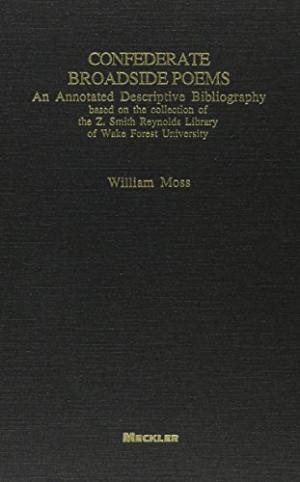 CONFEDERATE
BROADSIDE POEMS
An Annotated Descriptive Bibliography
based on the collection of
the Z. Smith Reynolds Library
of Wake Forest University
William Moss
MECKLER